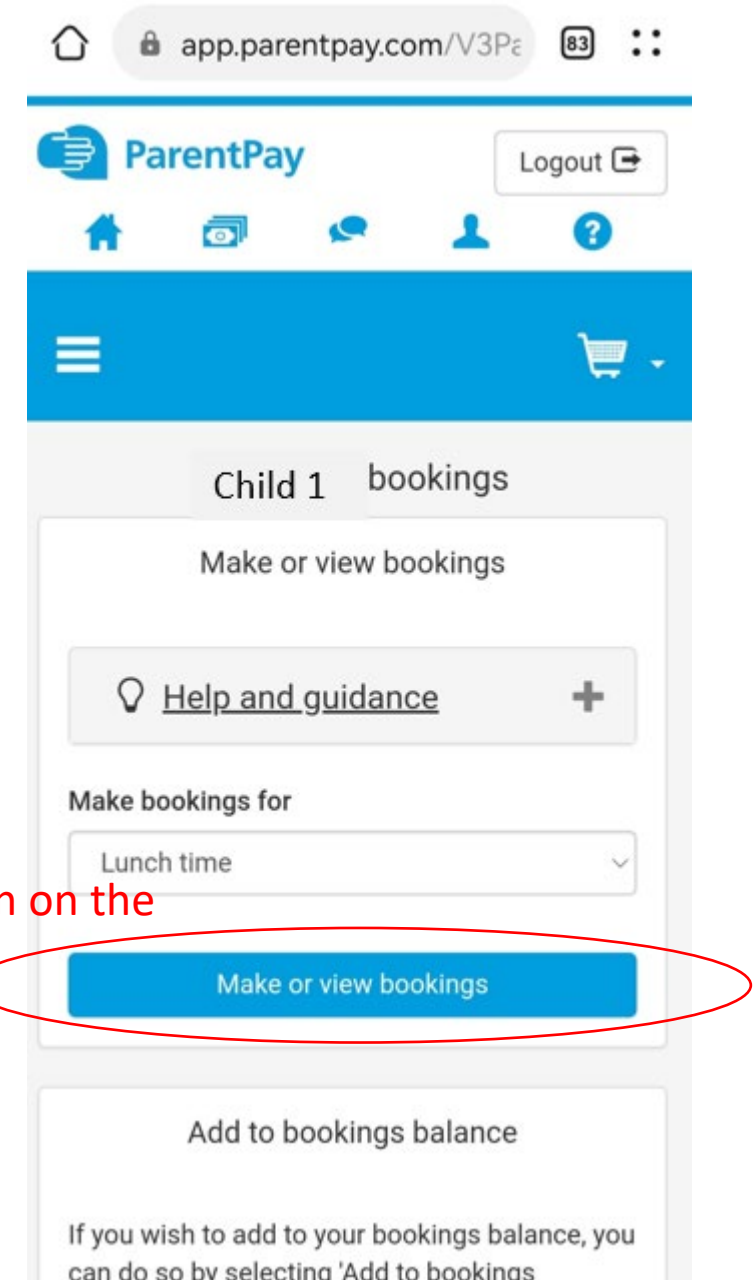 app.parentpay.com/V3Pa
83
ParentPay
Logout
?
Child 1 bookings
Make or view bookings
Help and guidance
Make bookings for
Lunch time
on the
Make or view bookings
Add to bookings balance
If you wish to add to your bookings balance, you
can do so by selecting 'Add to bookings